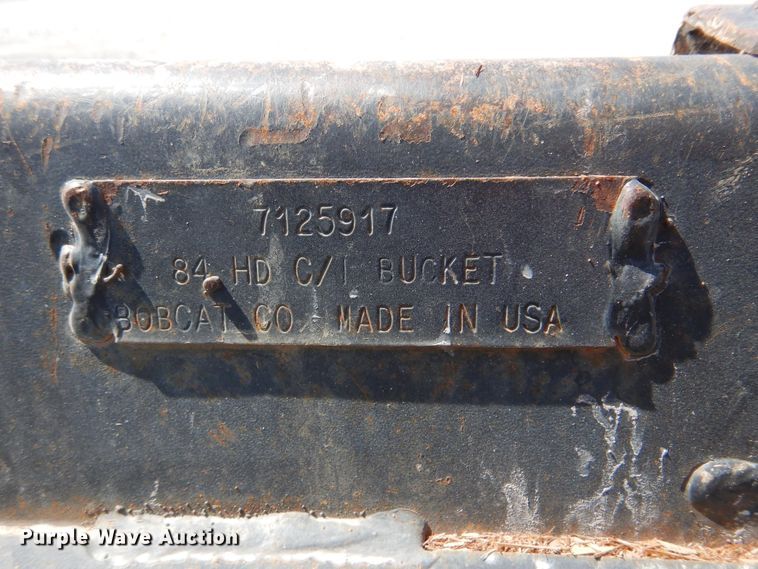 7125917
84 HD C/I BUCKET
BOBCAT CO MADE IN USA
Purple Wave Auction